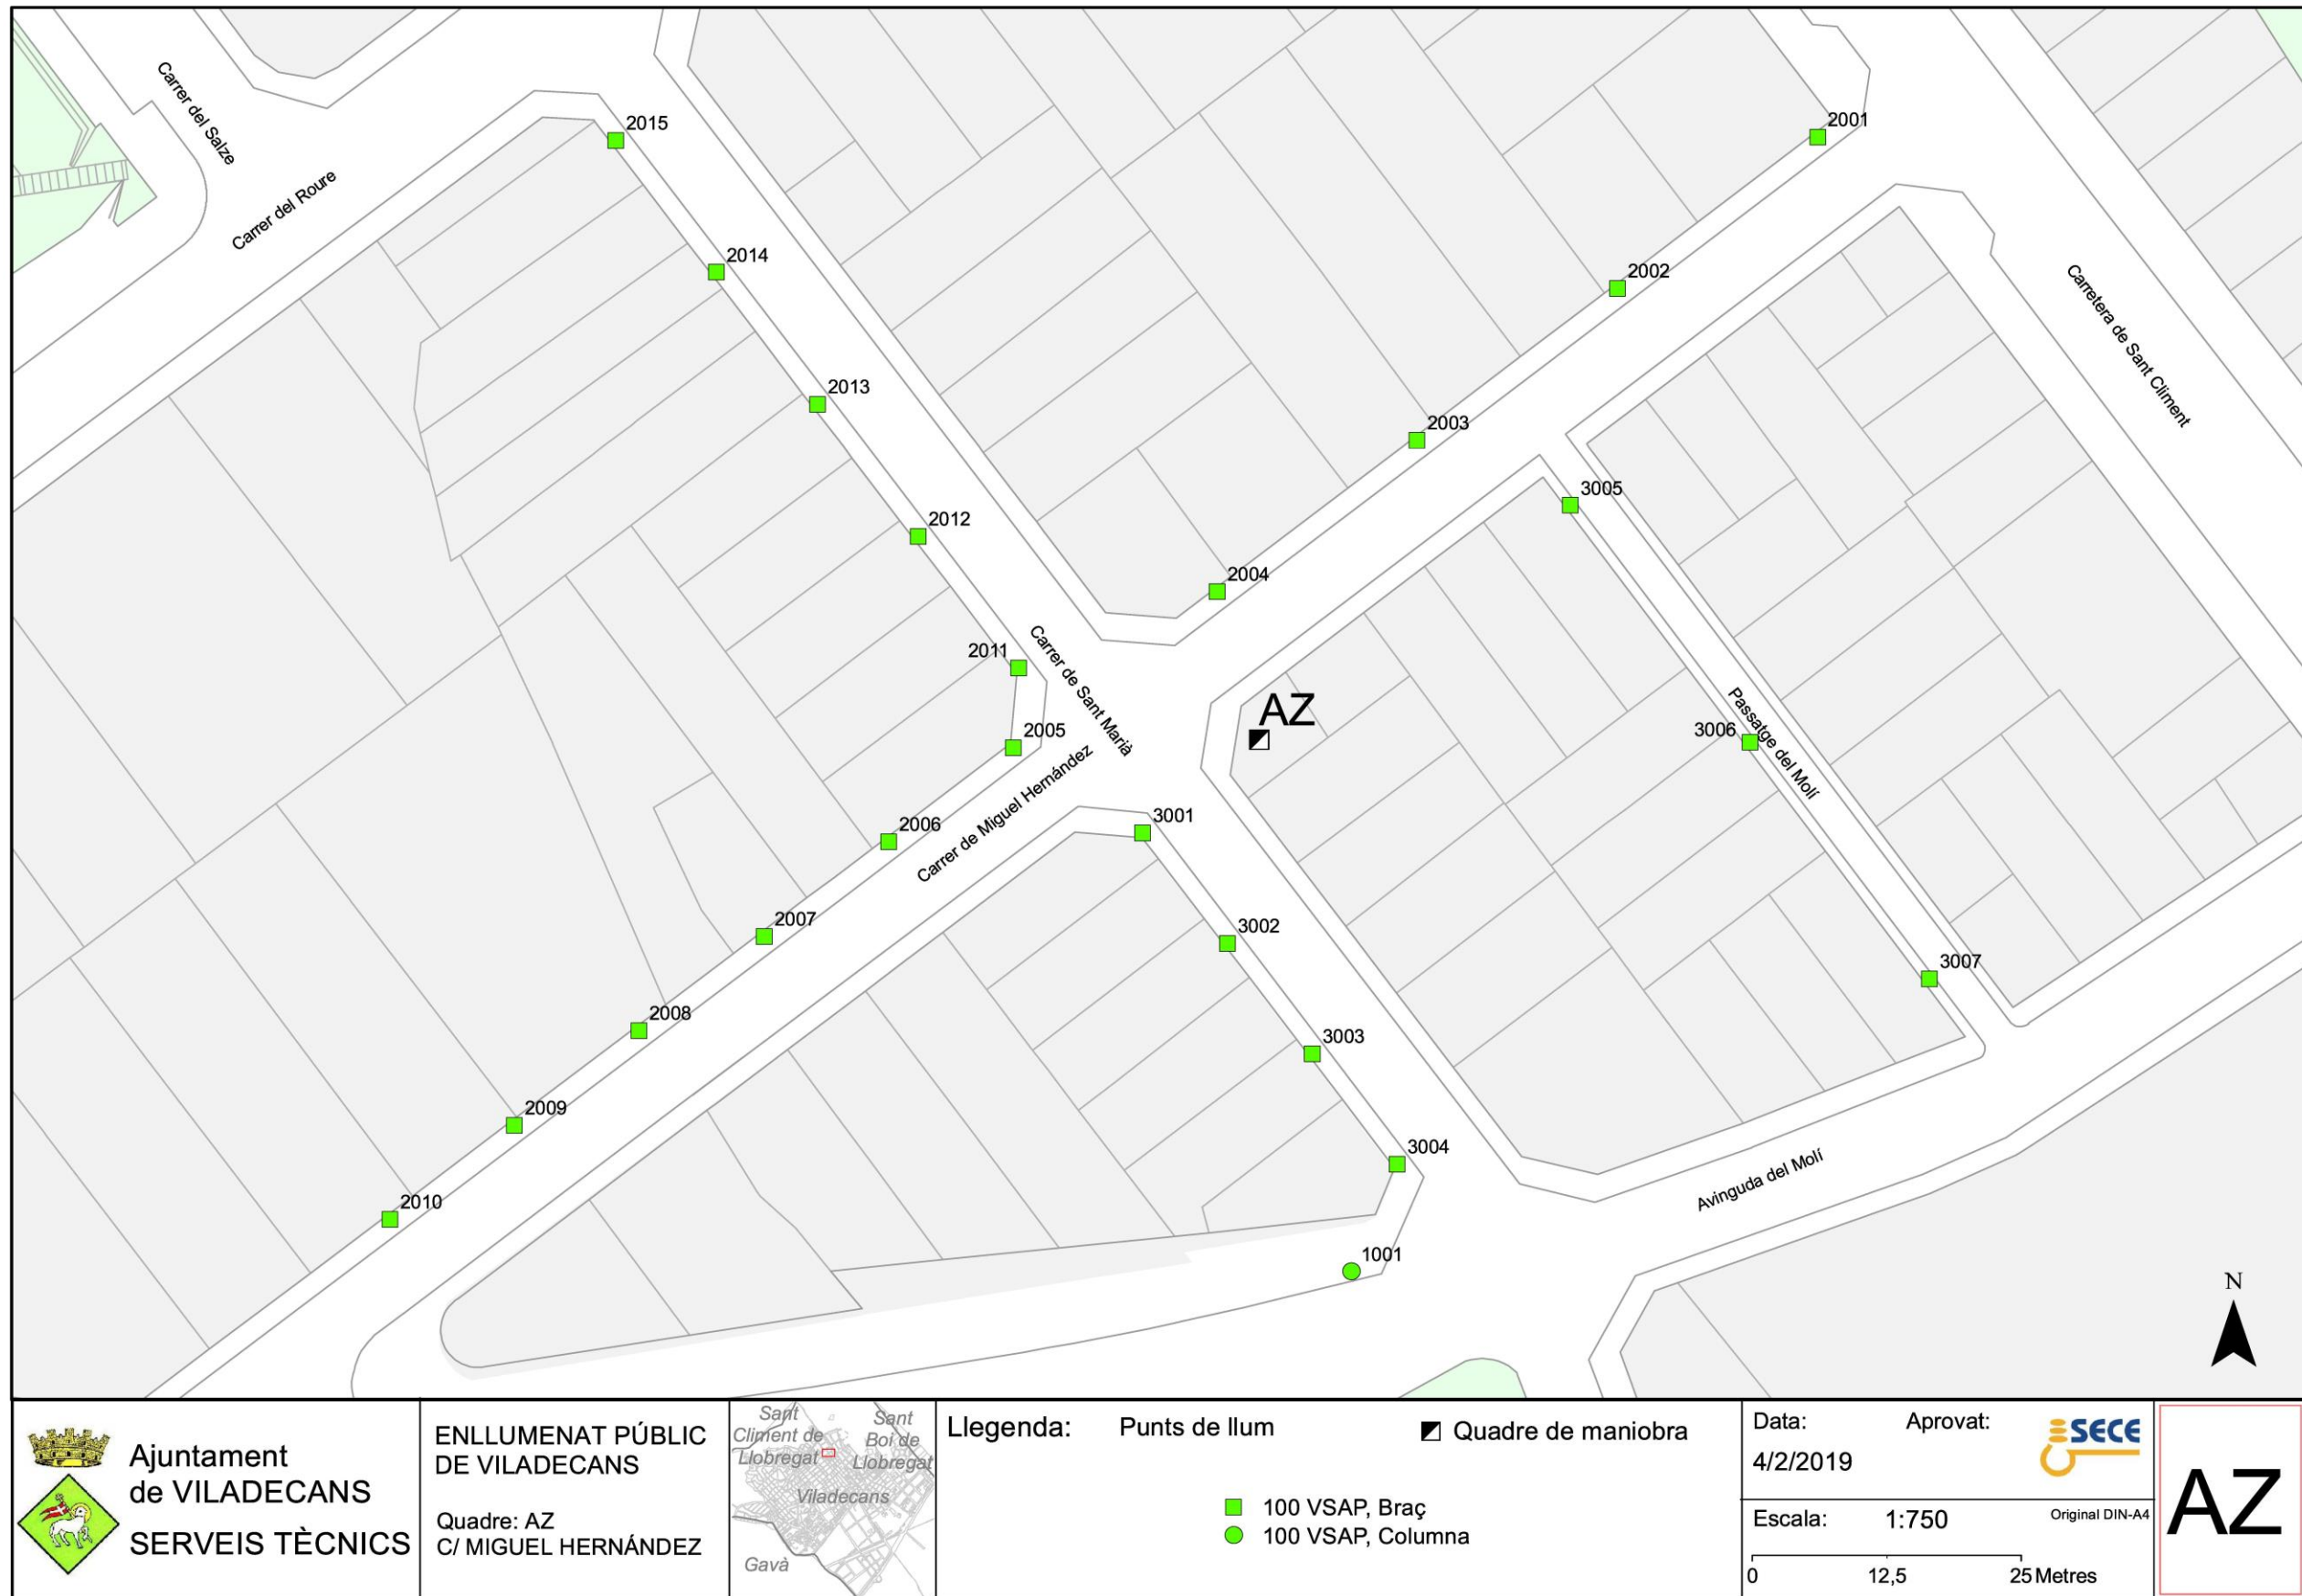 Carrer del Salze
Carrer del Roure
2015
2001
2014
2002
Carretera de Sant Climent
2013
2003
3005
2012
2004
2011
Carrer de Sant Marià
AZ
2005
Passatge del Molí
3006
Carrer de Miguel Hernández
2006
3001
2007
3002
3007
2008
3003
2009
3004
Avinguda del Molí
2010
1001
N
Ajuntament
de VILADECANS
SERVEIS TÈCNICS
ENLLUMENAT PÚBLIC
DE VILADECANS
Quadre: AZ
C/ MIGUEL HERNÁNDEZ
Sant
Climent de
Llobregat
Sant
Boi de
Llobregat
Viladecans
Gavà
Llegenda:
Punts de llum
Quadre de maniobra
100 VSAP, Braç
100 VSAP, Columna
Data:
Aprovat:
4/2/2019
SECE
Escala:
1:750
Original DIN-A4
0
12,5
25 Metres
AZ